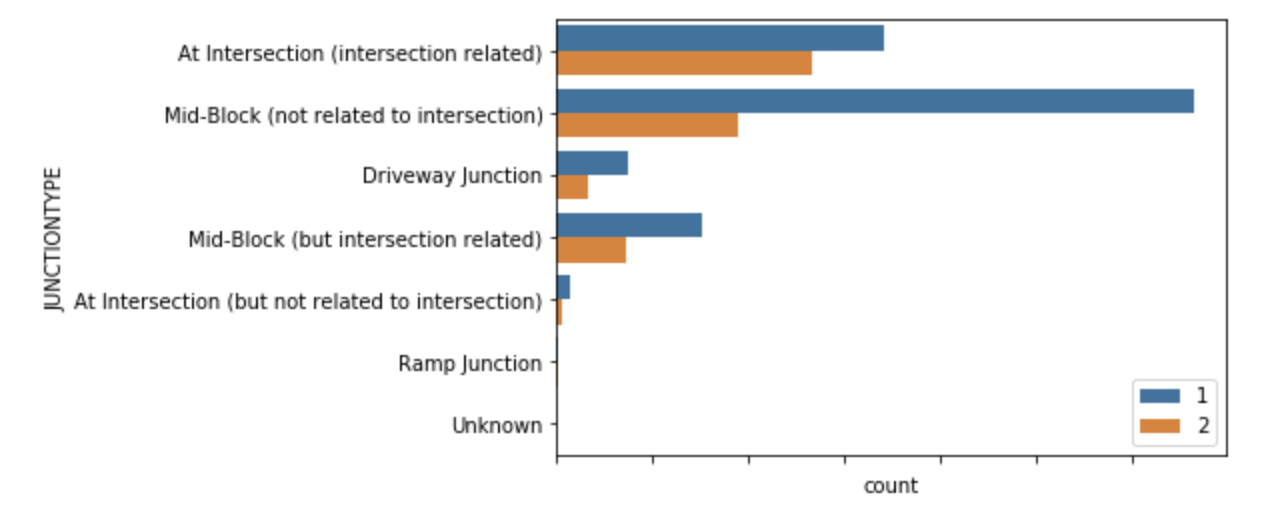 JUNCTIONTYPE
At Intersection (intersection related)
Mid-Block (not related to intersection)
Driveway Junction
Mid-Block (but intersection related)
At Intersection (but not related to intersection)
Ramp Junction
Unknown
1
2
count